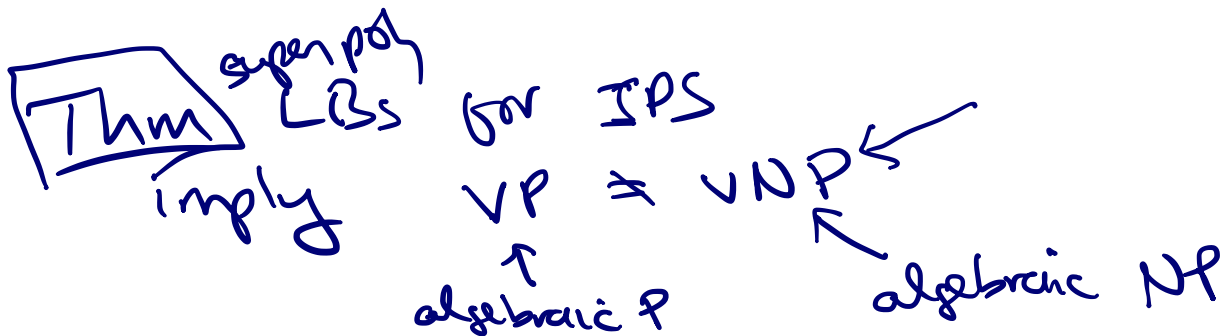 Thm superpoly LBs for IPS
imply VP ≠ VNP
algebraic P
algebraic NP